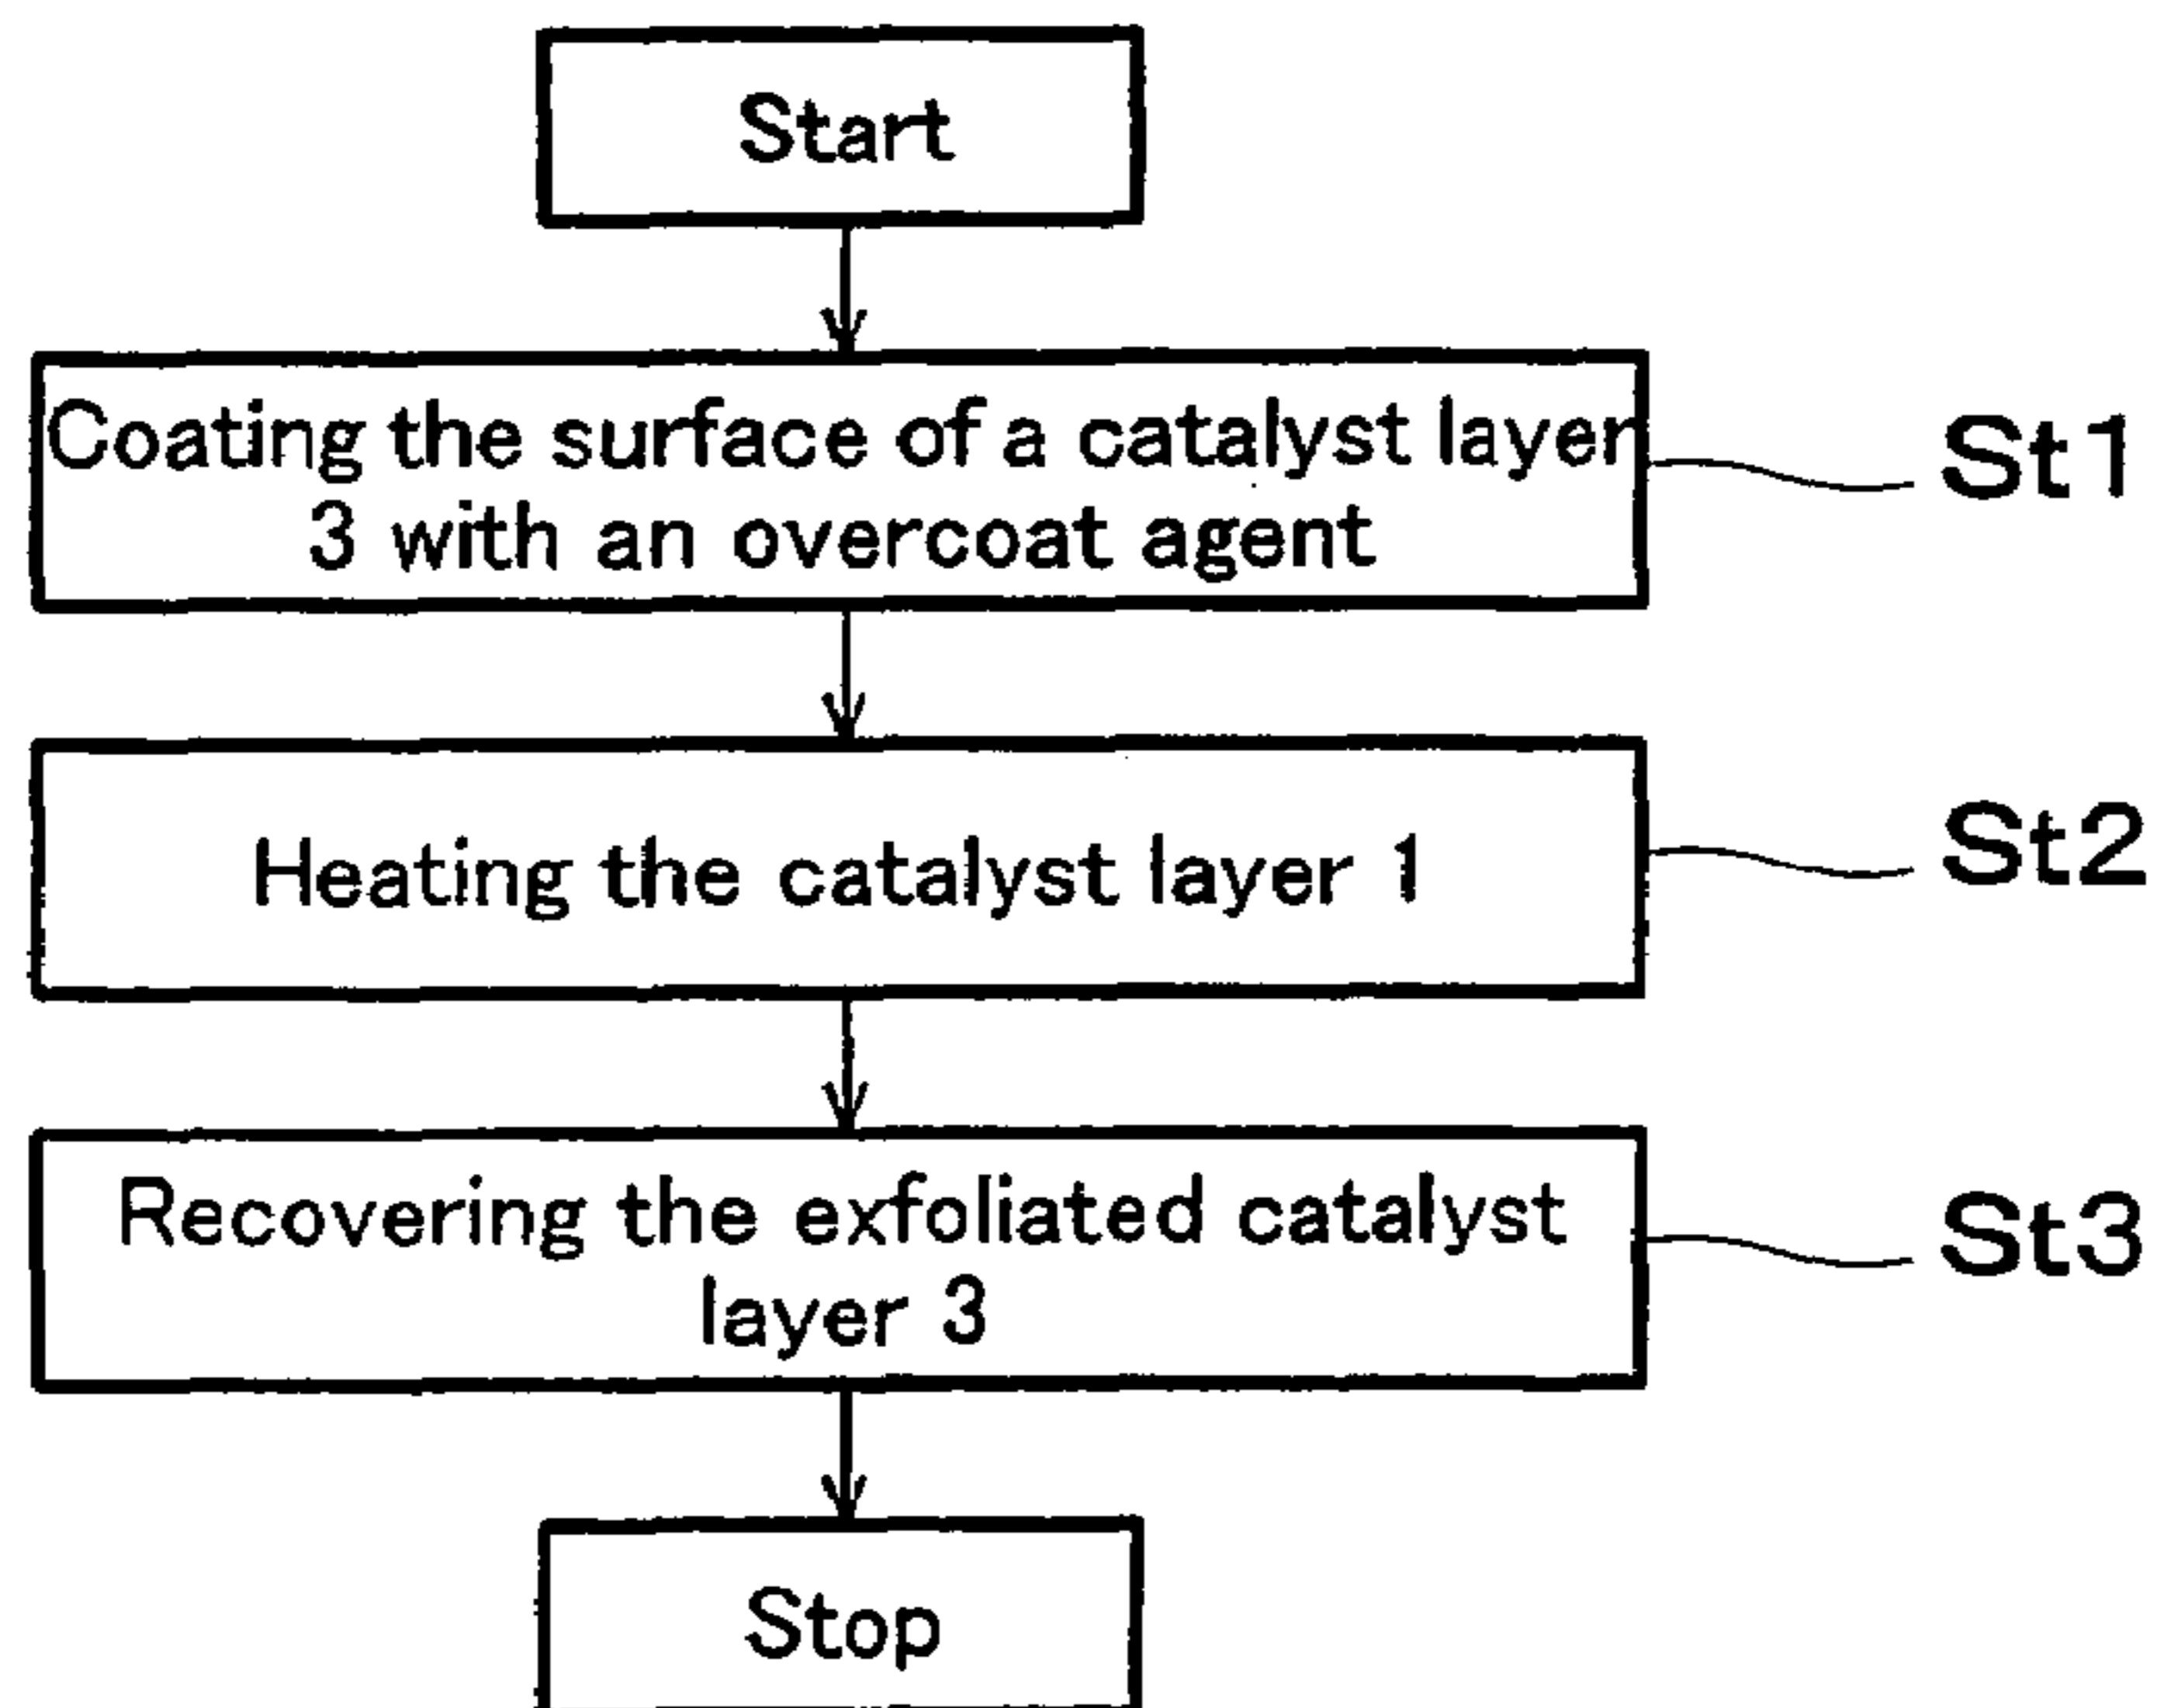 Start
Coating the surface of a catalyst layer
3 with an overcoat agent
St1
Heating the catalyst layer 1
St2
Recovering the exfoliated catalyst
layer 3
St3
Stop